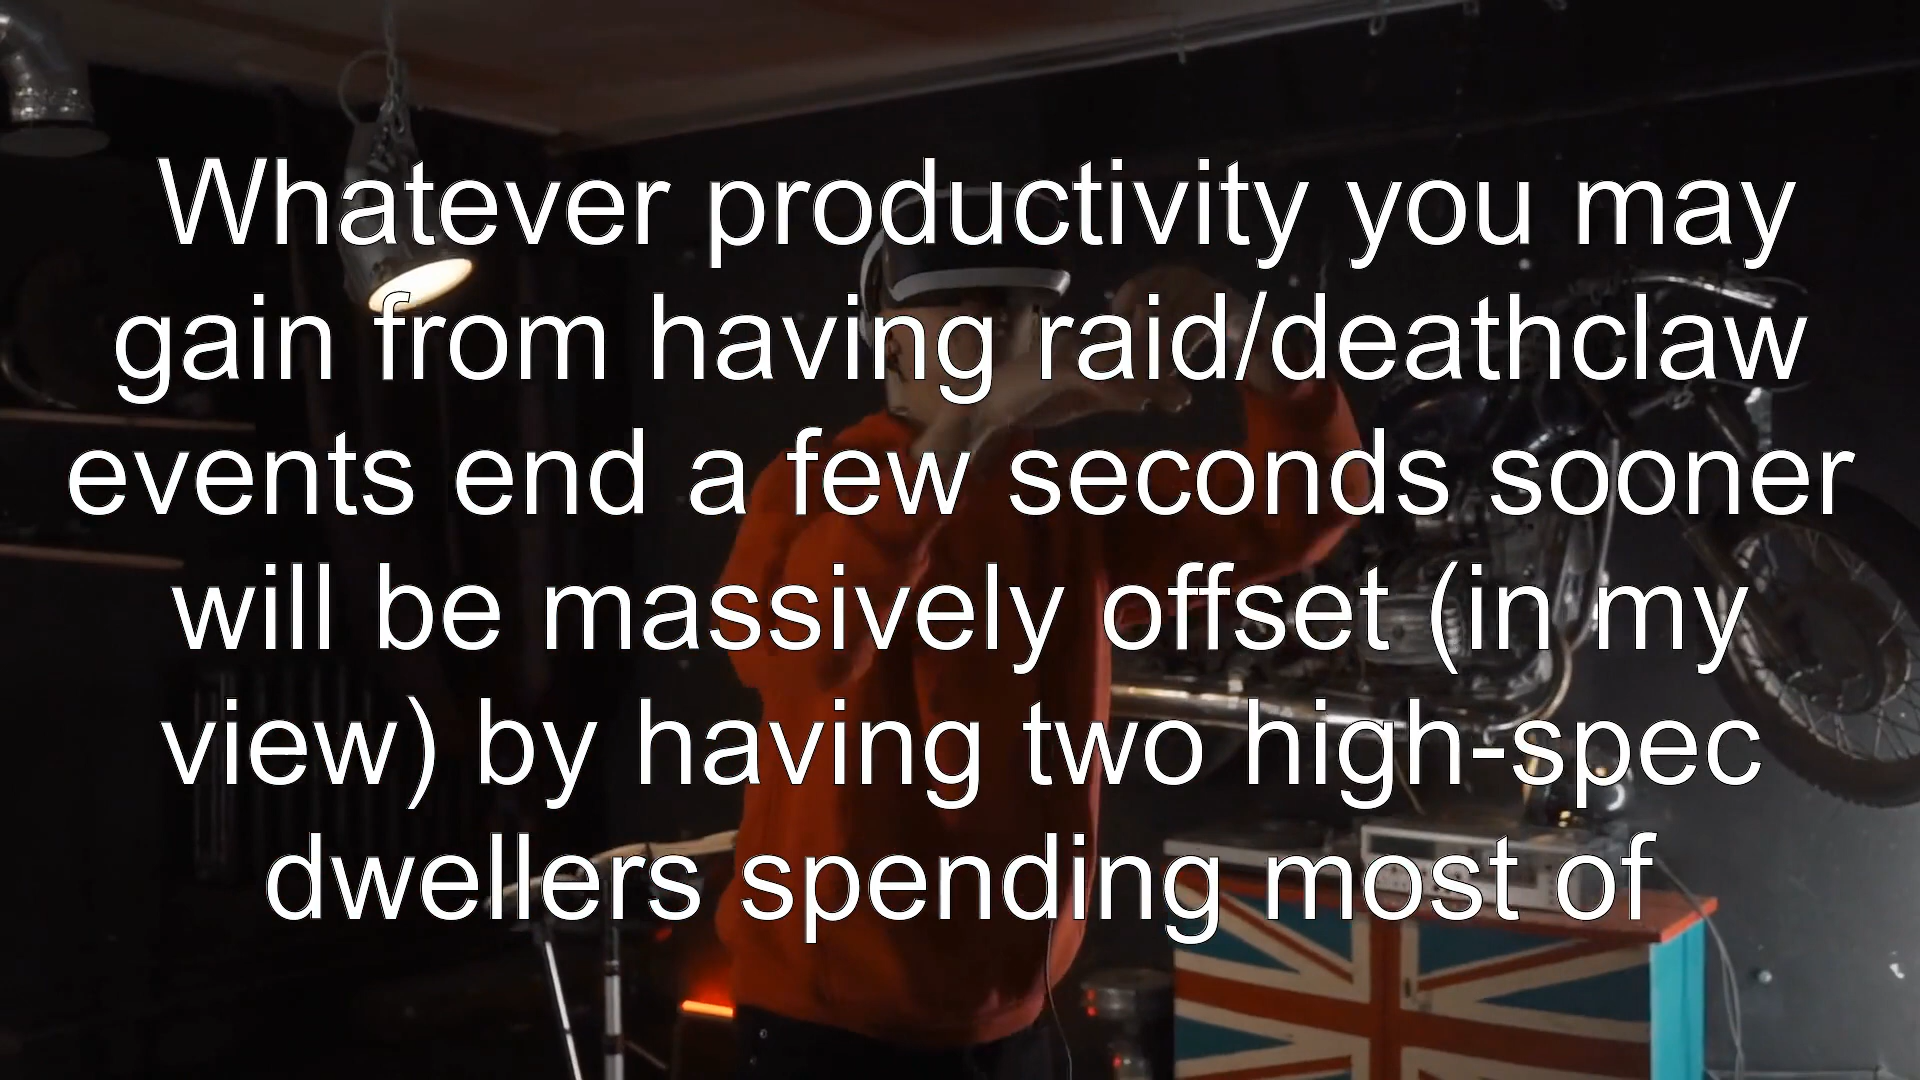 Whatever productivity you may
gain from having raid/deathclaw
events end a few seconds sooner
will be massively offset (in my
view) by having two high-spec
dwellers spending most of